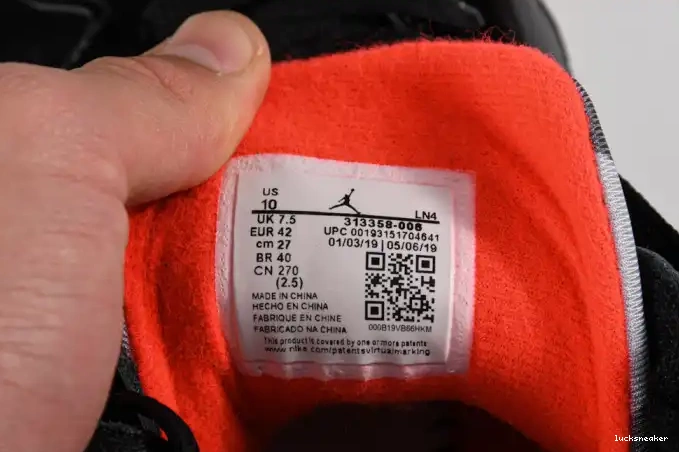 US
10
LN4
UK 7.5
313358-006
EUR 42
UPC 00193151704641
cm 27
01/03/19 | 05/06/19
BR 40
CN 270
(2.5)
MADE IN CHINA
HECHO EN CHINA
FABRIQUE EN CHINE
FABRICADO NA CHINA
000B19VB66HKM
This product is covered by one or more patents
www.nike.com/patentsvirtualmarking
lucksneaker